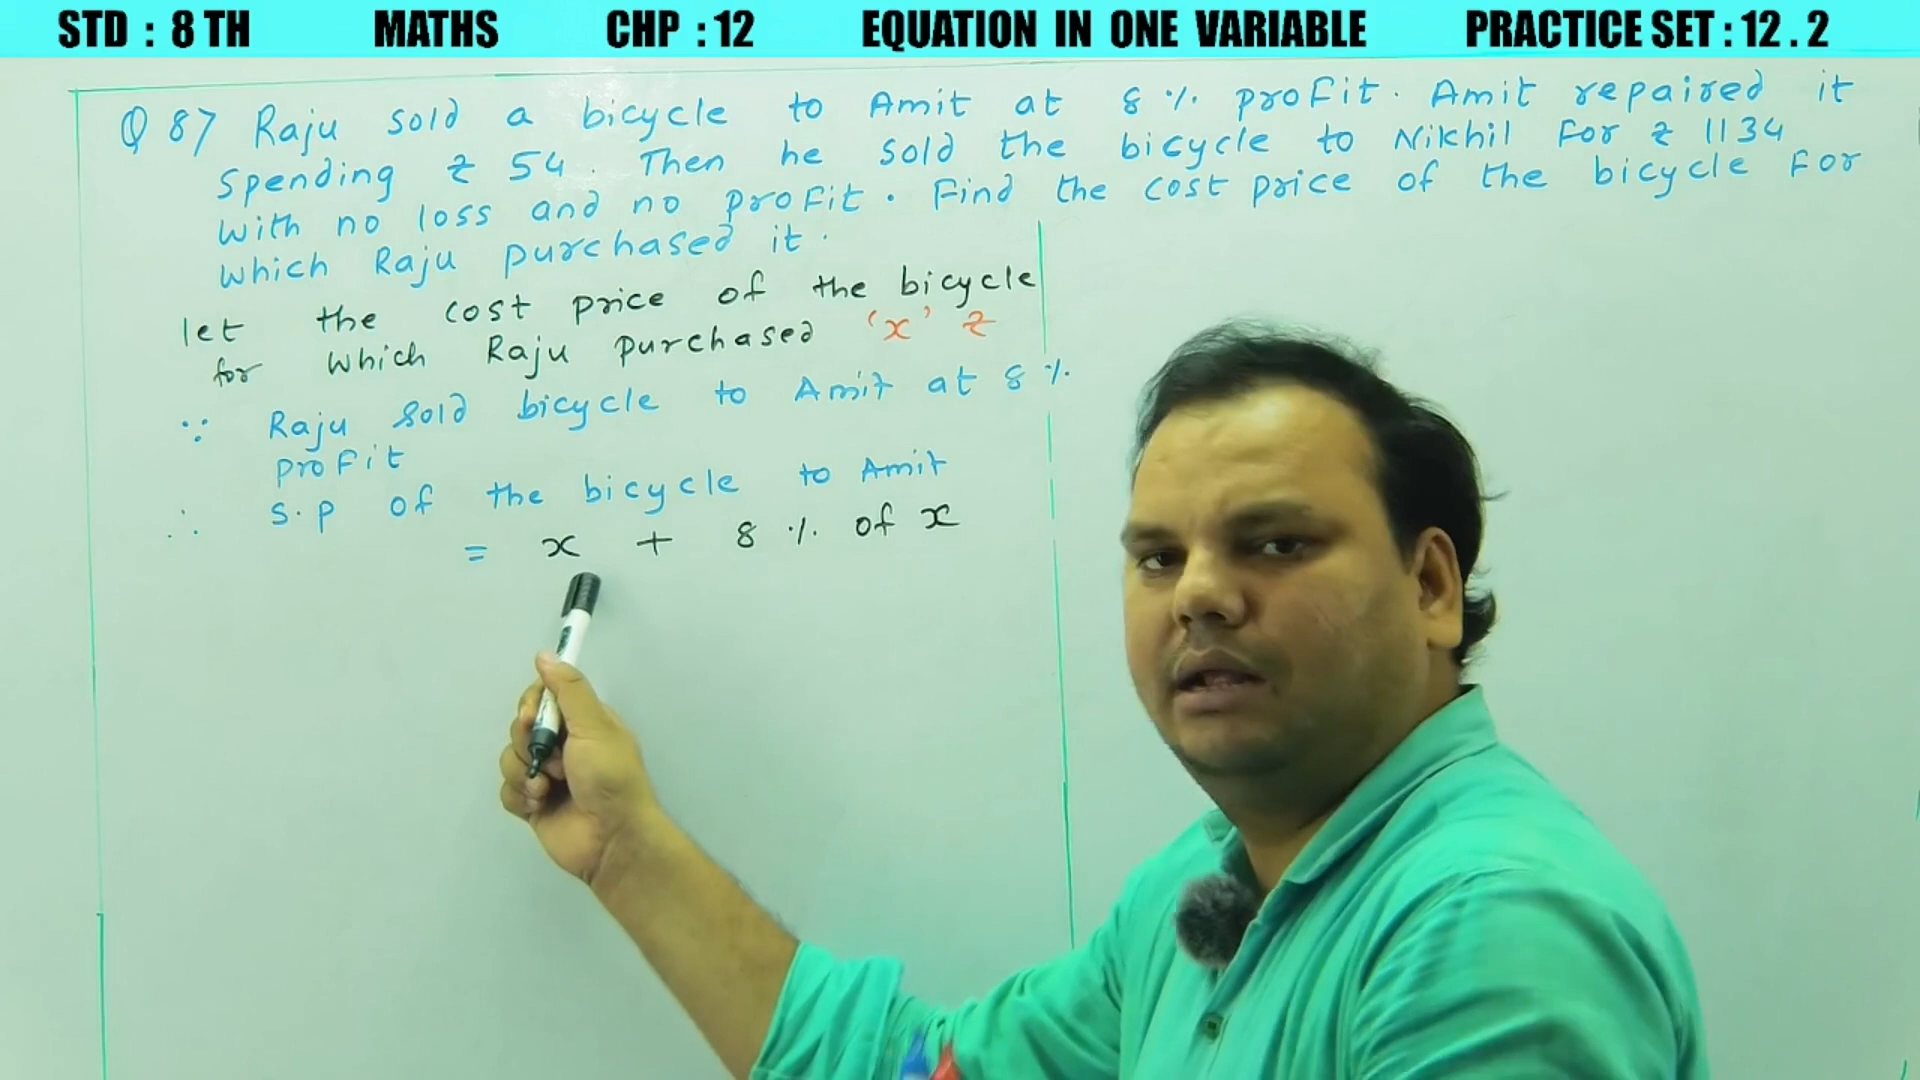 STD : 8 TH MATHS CHP : 12 EQUATION IN ONE VARIABLE PRACTICE SET : 12 . 2
Q 8) Raju sold a bicycle to Amit at 8 %. profit. Amit repaired it
spending ₹ 54. Then he sold the bicycle to Nikhil for ₹ 1134
with no loss and no profit. Find the cost price of the bicycle for
which Raju purchased it.
let the cost price of the bicycle
for which Raju purchased 'x' ₹
∵ Raju sold bicycle to Amit at 8 %.
profit
∴ S.P of the bicycle to Amit
= x + 8 %. of x